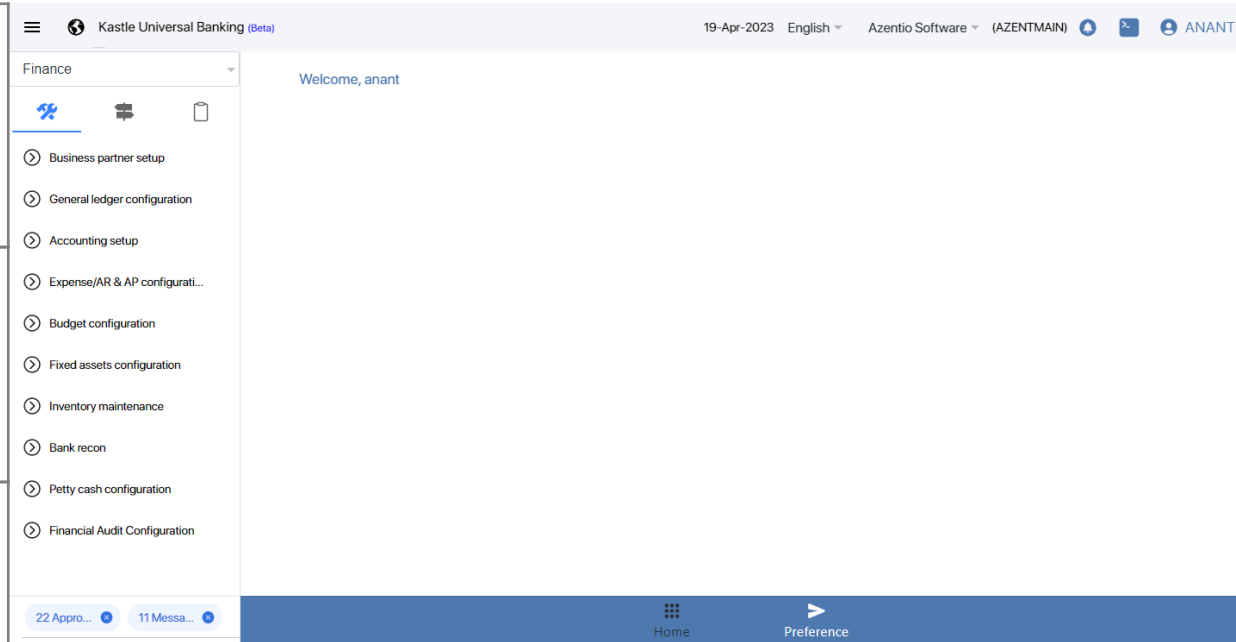 Kastle Universal Banking (Beta)
19-Apr-2023 English Azentio Software (AZENTMAIN) ANANT
Finance
Welcome, anant
Business partner setup
General ledger configuration
Accounting setup
Expense/AR & AP configurati...
Budget configuration
Fixed assets configuration
Inventory maintenance
Bank recon
Petty cash configuration
Financial Audit Configuration
22 Appro... 11 Messa...
Home Preference